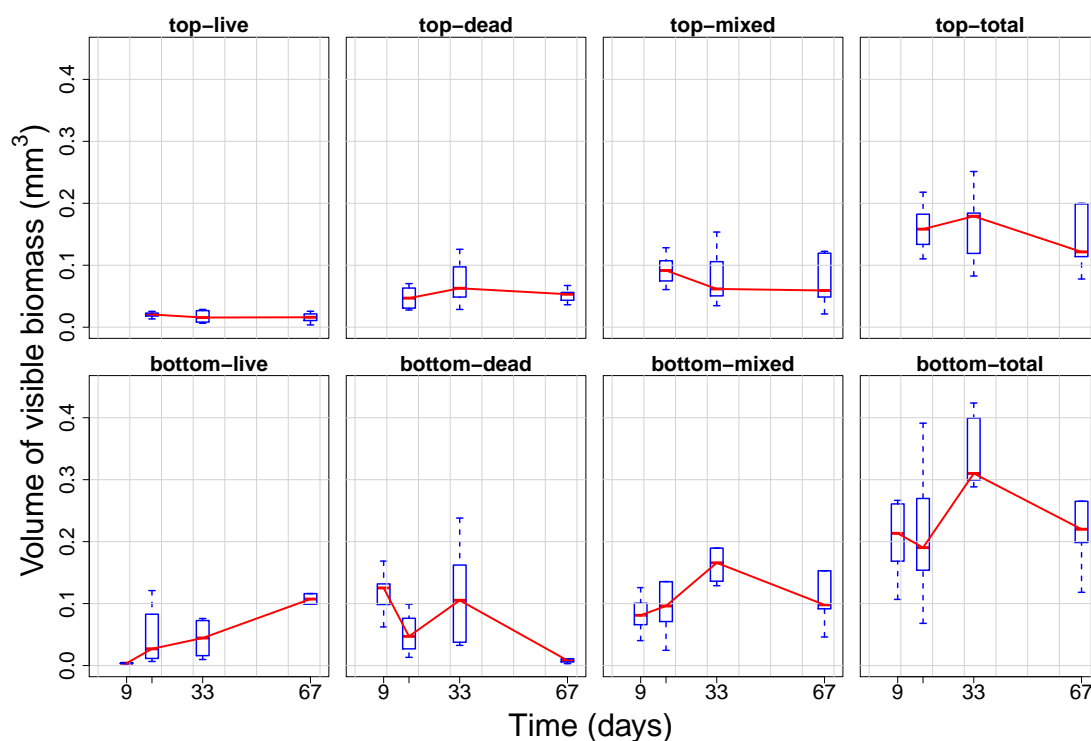 top−live top−dead top−mixed top−total
0.0 0.1 0.2 0.3 0.4
bottom−live bottom−dead bottom−mixed bottom−total
0.0 0.1 0.2 0.3 0.4
9 33 67 9 33 67 9 33 67 9 33 67
Time (days)
Volume of visible biomass (mm³)